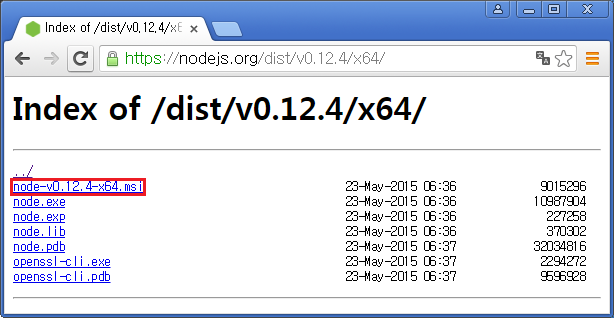 Index of /dist/v0.12.4/x6
https://nodejs.org/dist/v0.12.4/x64/
Index of /dist/v0.12.4/x64/
../
node-v0.12.4-x64.msi 23-May-2015 06:36 9015296
node.exe 23-May-2015 06:36 10987904
node.exp 23-May-2015 06:36 227258
node.lib 23-May-2015 06:36 370302
node.pdb 23-May-2015 06:37 32034816
openssl-cli.exe 23-May-2015 06:37 2294272
openssl-cli.pdb 23-May-2015 06:37 9596928